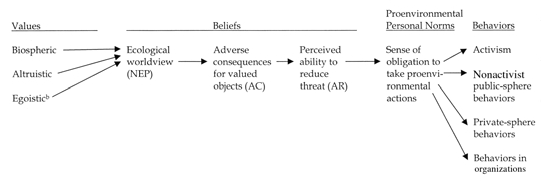 Values
Beliefs
Proenvironmental
Personal Norms
Behaviors
Biospheric
Altruistic
Egoisticᵇ
Ecological
worldview
(NEP)
Adverse
consequences
for valued
objects (AC)
Perceived
ability to
reduce
threat (AR)
Sense of
obligation to
take proenvi-
ronmental
actions
Activism
Nonactivist
public-sphere
behaviors
Private-sphere
behaviors
Behaviors in
organizations